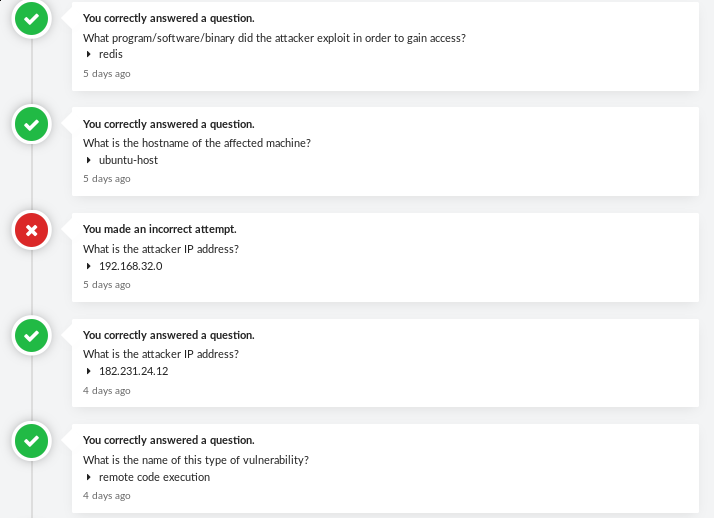 You correctly answered a question.
What program/software/binary did the attacker exploit in order to gain access?
redis
5 days ago
You correctly answered a question.
What is the hostname of the affected machine?
ubuntu-host
5 days ago
You made an incorrect attempt.
What is the attacker IP address?
192.168.32.0
5 days ago
You correctly answered a question.
What is the attacker IP address?
182.231.24.12
4 days ago
You correctly answered a question.
What is the name of this type of vulnerability?
remote code execution
4 days ago